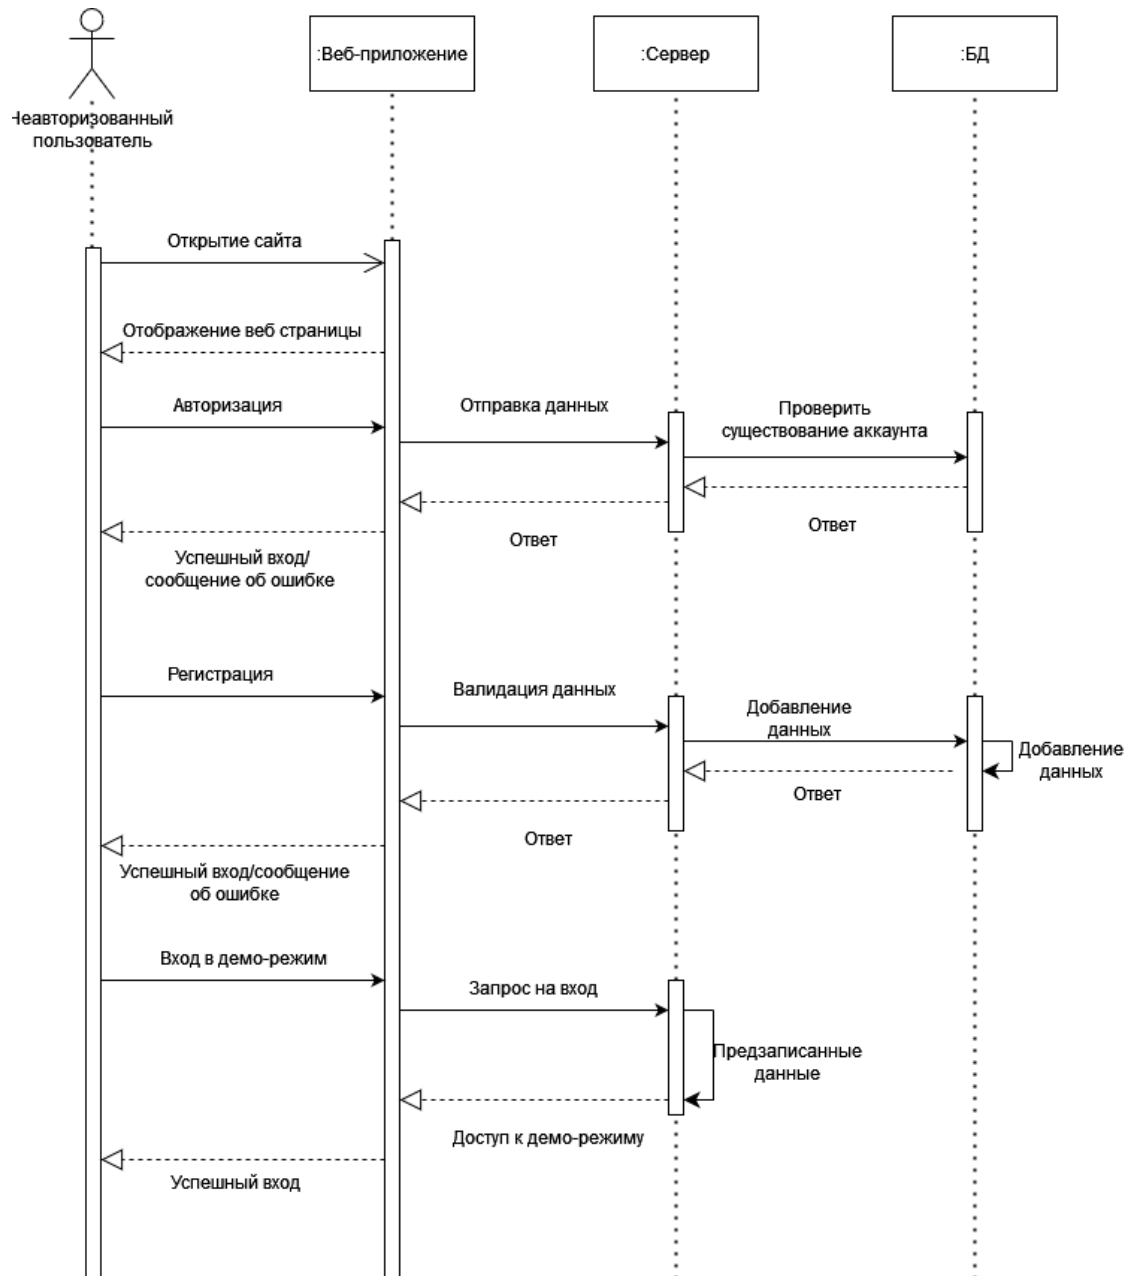 :Веб-приложение
:Сервер
:БД
Неавторизованный
пользователь
Открытие сайта
Отображение веб страницы
Авторизация
Отправка данных
Проверить
существование аккаунта
Ответ
Ответ
Успешный вход/
сообщение об ошибке
Регистрация
Валидация данных
Добавление
данных
Добавление
данных
Ответ
Ответ
Успешный вход/сообщение
об ошибке
Вход в демо-режим
Запрос на вход
Предзаписанные
данные
Доступ к демо-режиму
Успешный вход